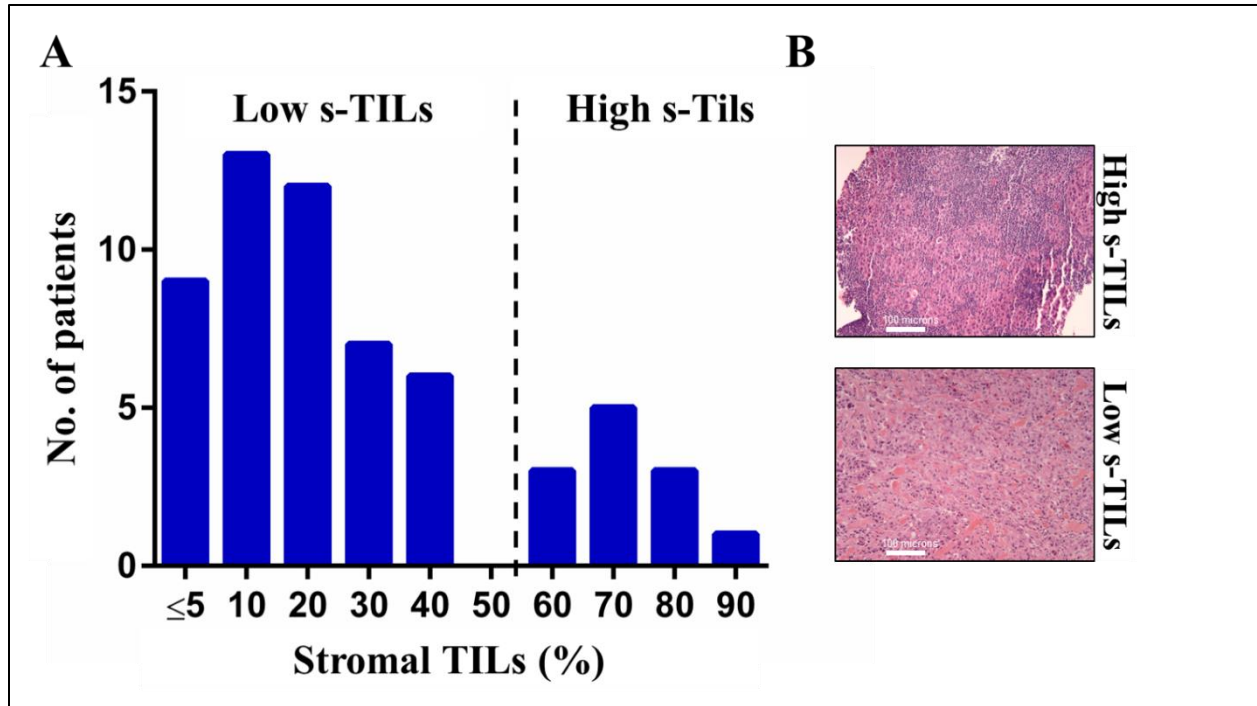 A
B
Low s-TILs
High s-Tils
15
10
5
0
No. of patients
≤5 10 20 30 40 50 60 70 80 90
Stromal TILs (%)
High s-TILs
100 microns
Low s-TILs
100 microns